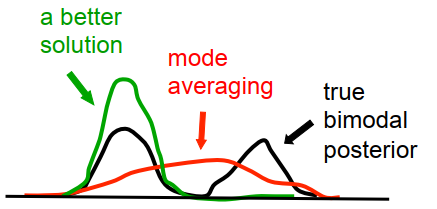 a better
solution
mode
averaging
true
bimodal
posterior